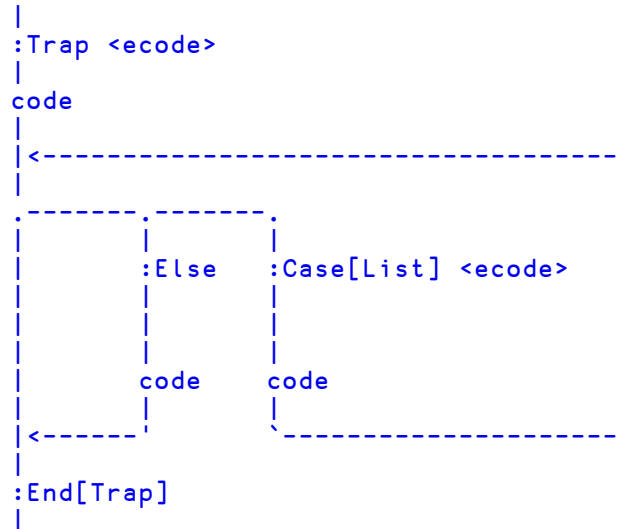 |
:Trap <ecode>
|
code
|
|<------------------------------------
|
.-------.-------.
|       |       |
|       :Else   :Case[List] <ecode>
|       |       |
|       |       |
|       |       |
|       code    code
|       |       |
|<------'       `---------------------
|
:End[Trap]
|